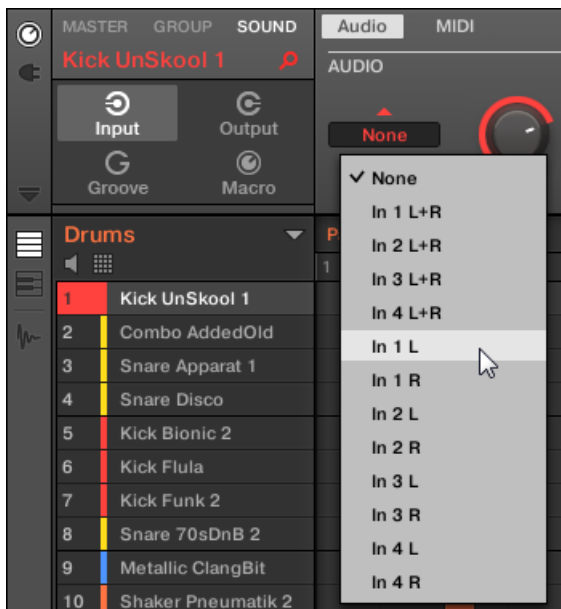 MASTER GROUP SOUND
Kick UnSkool 1
Input Output
Groove Macro
Audio MIDI
AUDIO
None
None
In 1 L+R
In 2 L+R
In 3 L+R
In 4 L+R
In 1 L
In 1 R
In 2 L
In 2 R
In 3 L
In 3 R
In 4 L
In 4 R
Drums
1 Kick UnSkool 1
2 Combo AddedOld
3 Snare Apparat 1
4 Snare Disco
5 Kick Bionic 2
6 Kick Flula
7 Kick Funk 2
8 Snare 70sDnB 2
9 Metallic ClangBit
10 Shaker Pneumatik 2
1